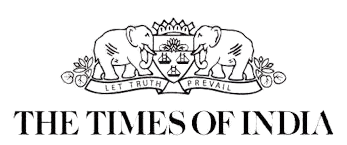 LET TRUTH PREVAIL
THE TIMES OF INDIA